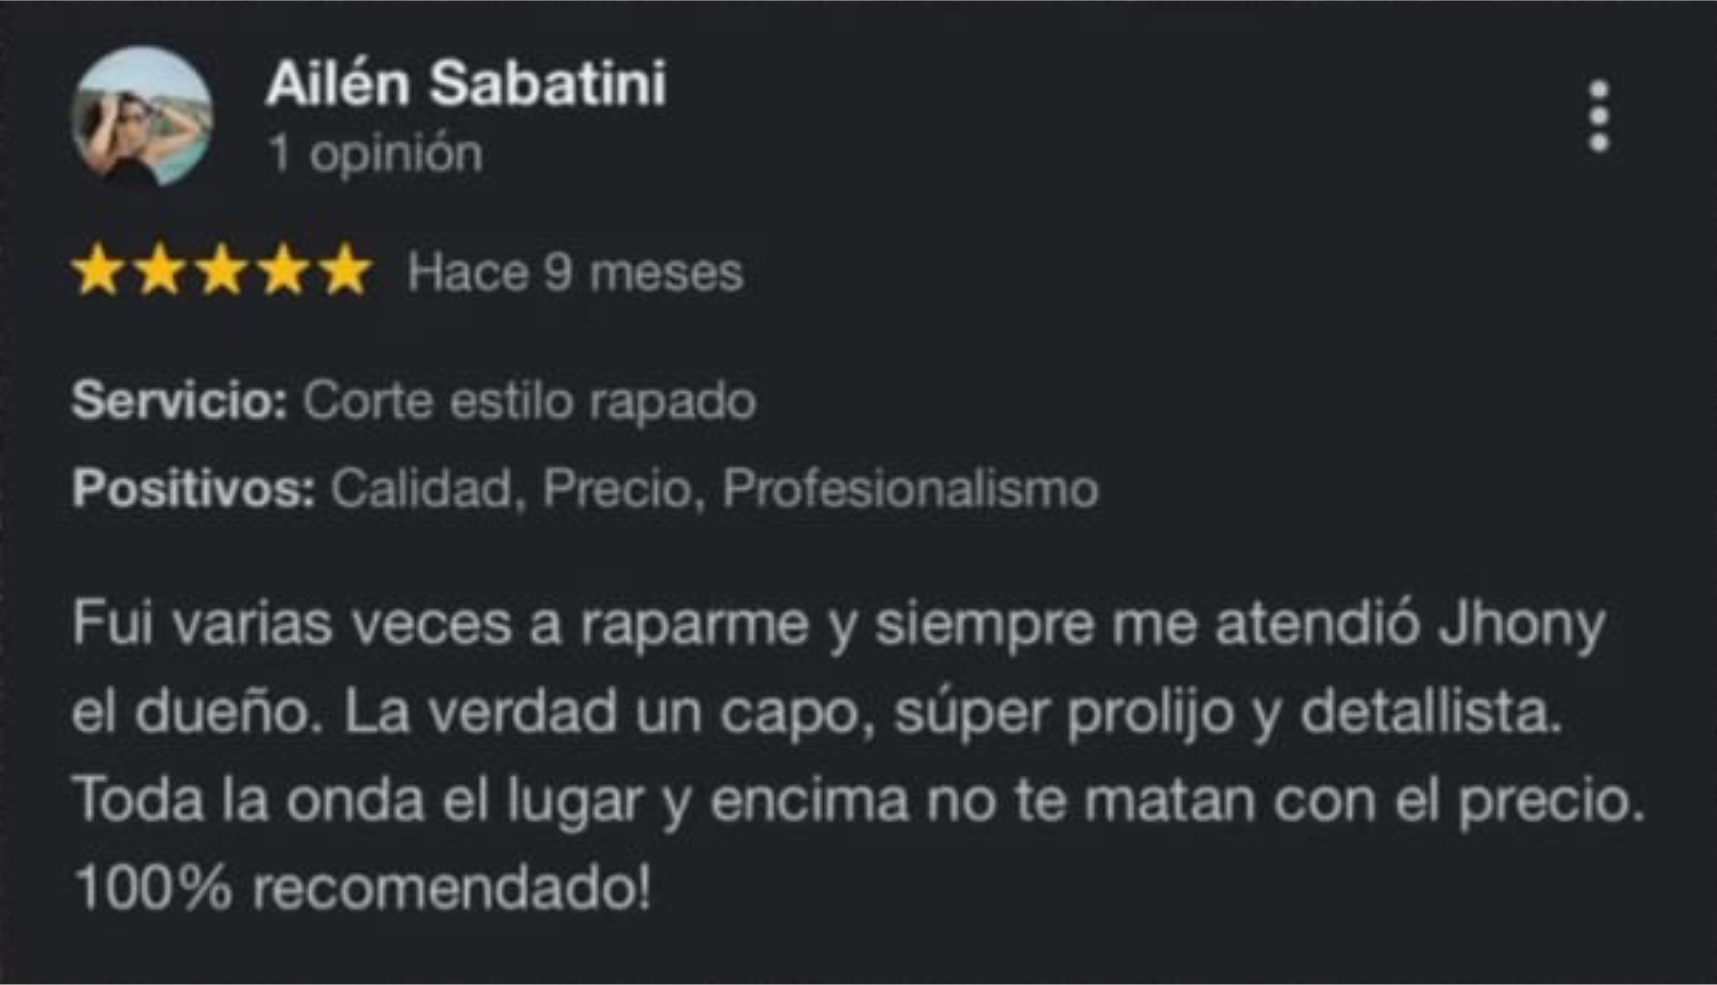 Ailén Sabatini
1 opinión
Hace 9 meses
Servicio: Corte estilo rapado
Positivos: Calidad, Precio, Profesionalismo
Fui varias veces a raparme y siempre me atendió Jhony
el dueño. La verdad un capo, súper prolijo y detallista.
Toda la onda el lugar y encima no te matan con el precio.
100% recomendado!